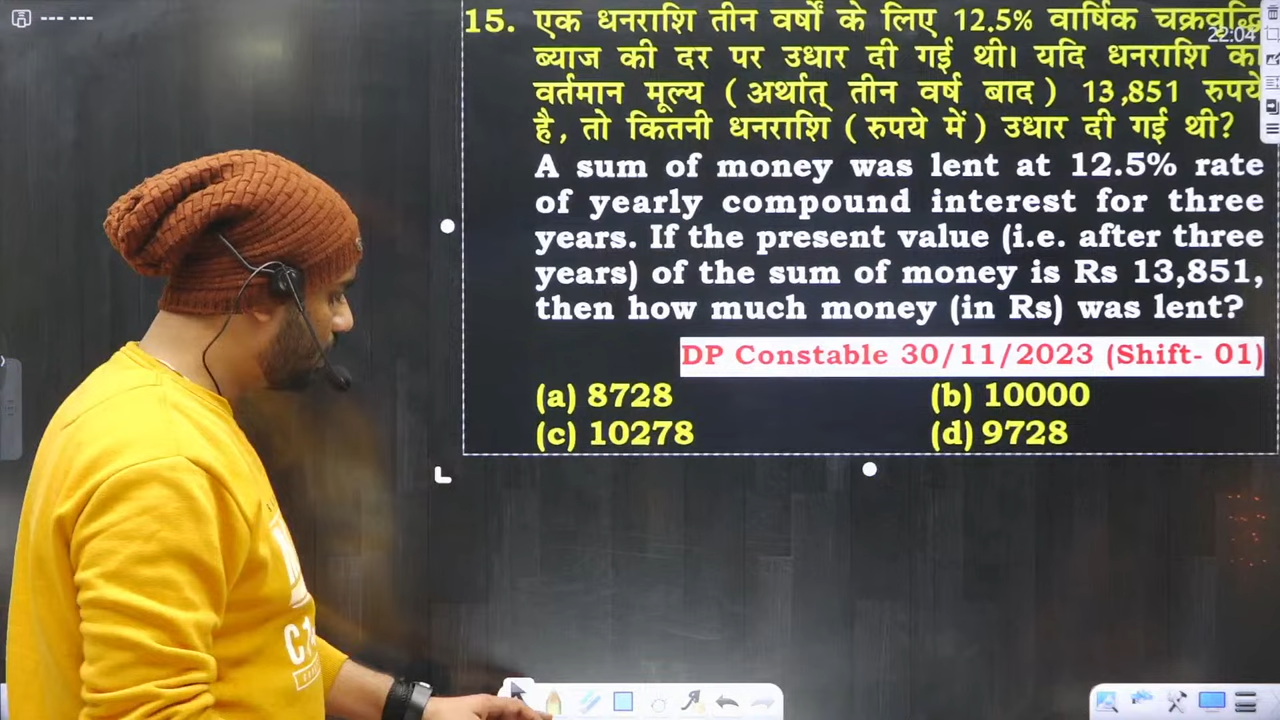 15. एक धनराशि तीन वर्षों के लिए 12.5% वार्षिक चक्रवृद्धि
22:04
ब्याज की दर पर उधार दी गई थी। यदि धनराशि का
वर्तमान मूल्य (अर्थात् तीन वर्ष बाद) 13,851 रुपये
है, तो कितनी धनराशि (रुपये में) उधार दी गई थी?
A sum of money was lent at 12.5% rate
of yearly compound interest for three
years. If the present value (i.e. after three
years) of the sum of money is Rs 13,851,
then how much money (in Rs) was lent?
DP Constable 30/11/2023 (Shift- 01)
(a) 8728 (b) 10000
(c) 10278 (d) 9728